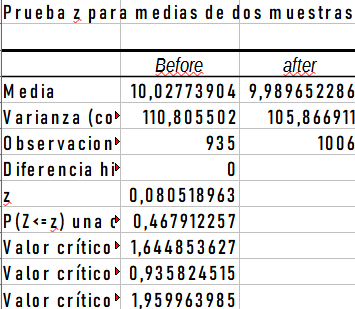 Prueba z para medias de dos muestras
Before after
Media 10,02773904 9,989652286
Varianza (co 110,805502 105,866911
Observacion 935 1006
Diferencia hi 0
z 0,080518963
P(Z<=z) una c 0,467912257
Valor crítico 1,644853627
Valor crítico 0,935824515
Valor crítico 1,959963985